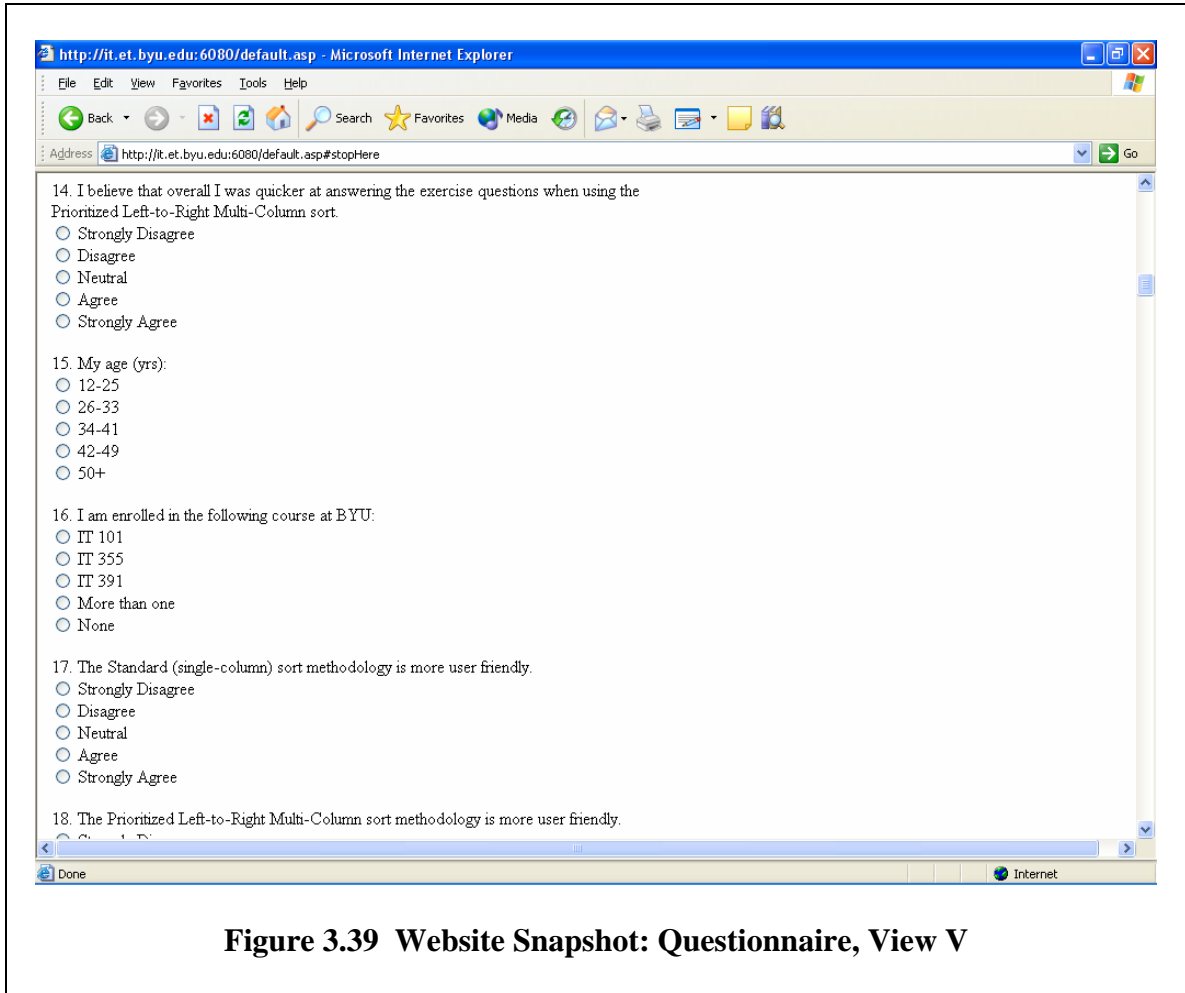 http://it.et.byu.edu:6080/default.asp - Microsoft Internet Explorer
File Edit View Favorites Tools Help
Back Search Favorites Media
Address http://it.et.byu.edu:6080/default.asp#stopHere Go
14. I believe that overall I was quicker at answering the exercise questions when using the
Prioritized Left-to-Right Multi-Column sort.
Strongly Disagree
Disagree
Neutral
Agree
Strongly Agree
15. My age (yrs):
12-25
26-33
34-41
42-49
50+
16. I am enrolled in the following course at BYU:
IT 101
IT 355
IT 391
More than one
None
17. The Standard (single-column) sort methodology is more user friendly.
Strongly Disagree
Disagree
Neutral
Agree
Strongly Agree
18. The Prioritized Left-to-Right Multi-Column sort methodology is more user friendly.
Done Internet
Figure 3.39 Website Snapshot: Questionnaire, View V